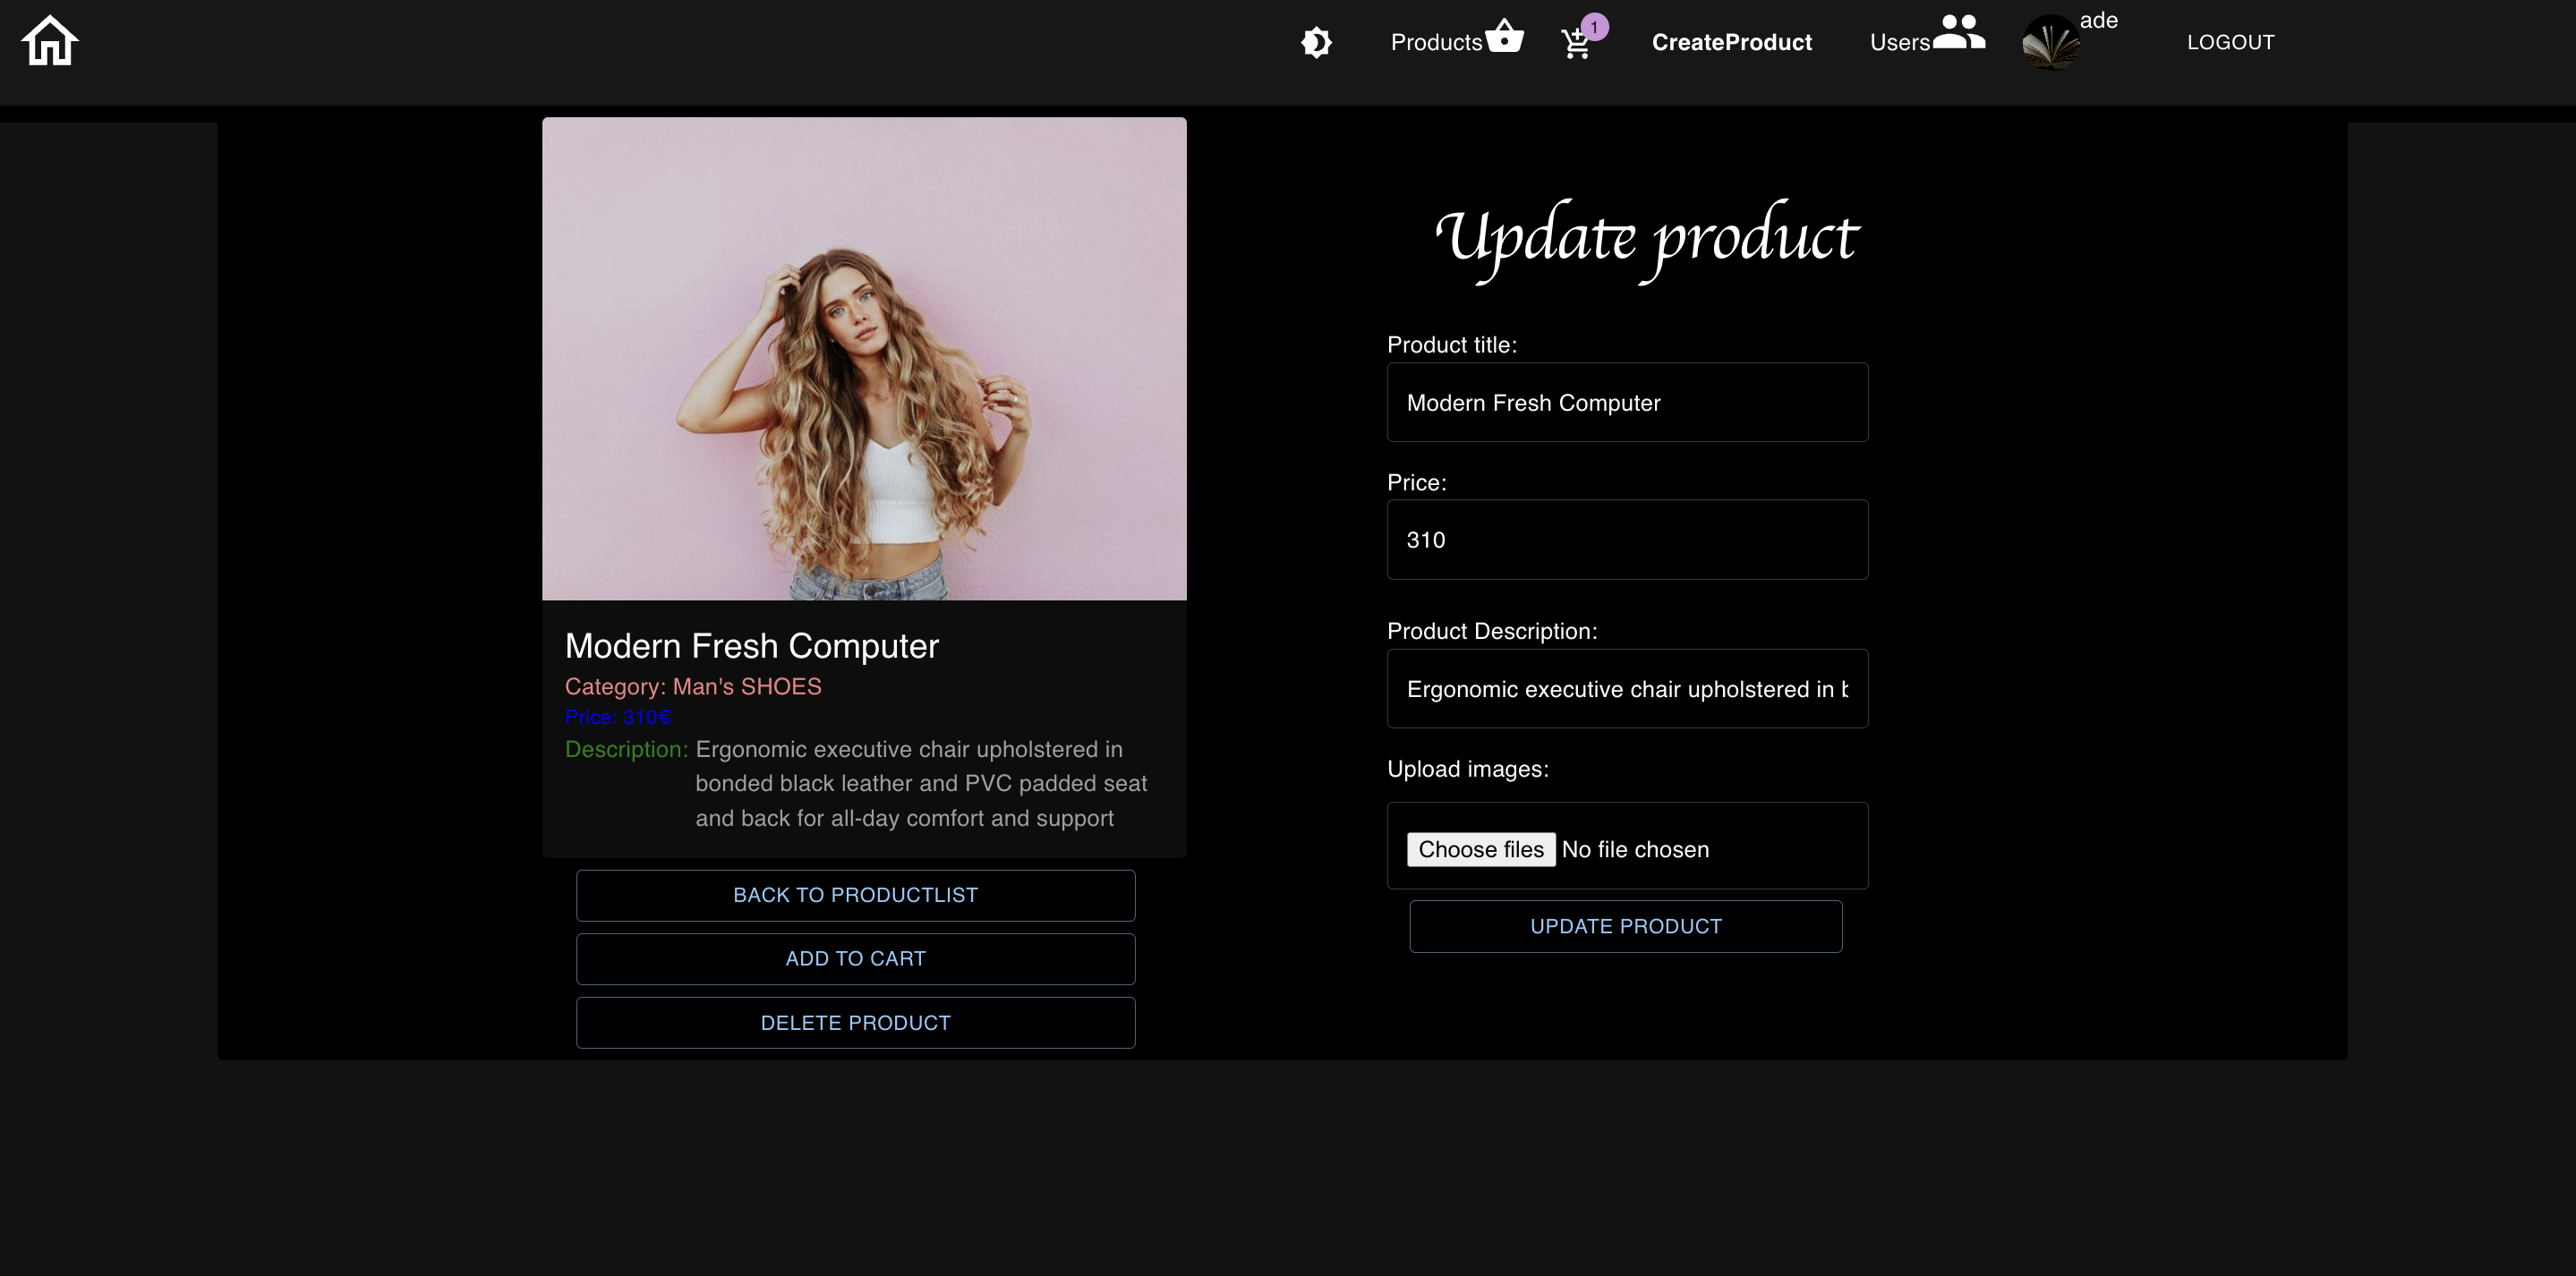 Products
1
CreateProduct
Users
ade
LOGOUT
Modern Fresh Computer
Category: Man's SHOES
Price: 310€
Description: Ergonomic executive chair upholstered in
bonded black leather and PVC padded seat
and back for all-day comfort and support
BACK TO PRODUCTLIST
ADD TO CART
DELETE PRODUCT
Update product
Product title:
Modern Fresh Computer
Price:
310
Product Description:
Ergonomic executive chair upholstered in
Upload images:
Choose files No file chosen
UPDATE PRODUCT